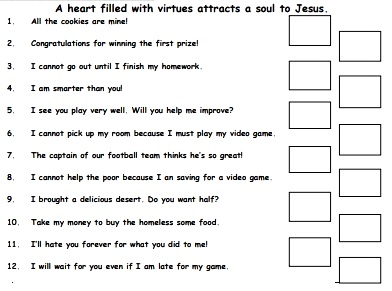 A heart filled with virtues attracts a soul to Jesus.
1. All the cookies are mine!
2. Congratulations for winning the first prize!
3. I cannot go out until I finish my homework.
4. I am smarter than you!
5. I see you play very well. Will you help me improve?
6. I cannot pick up my room because I must play my video game.
7. The captain of our football team thinks he's so great!
8. I cannot help the poor because I an saving for a video game.
9. I brought a delicious desert. Do you want half?
10. Take my money to buy the homeless some food.
11. I'll hate you forever for what you did to me!
12. I will wait for you even if I am late for my game.